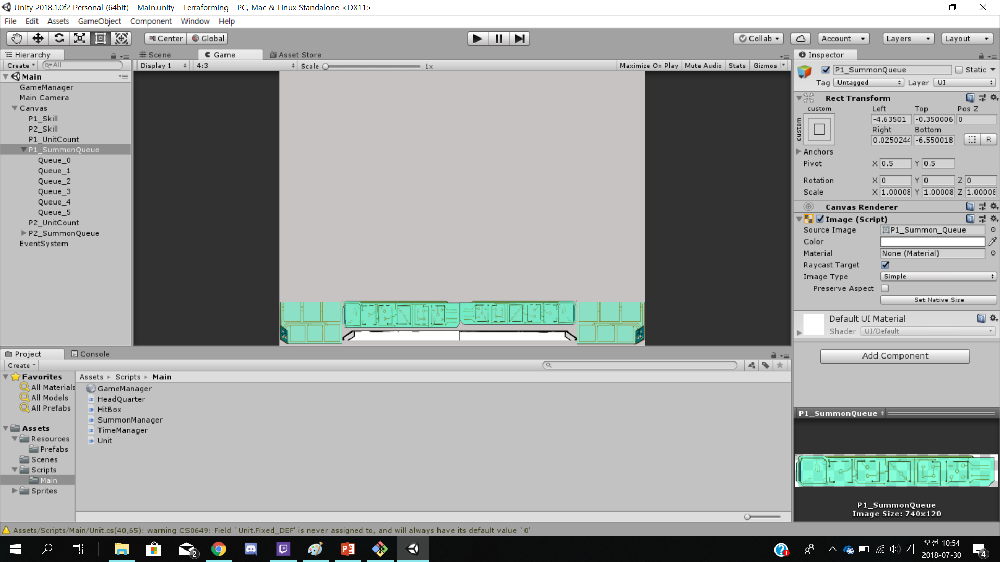 Unity 2018.1.0f2 Personal (64bit) - Main.unity - Terraforming - PC, Mac & Linux Standalone <DX11>
File Edit Assets GameObject Component Window Help
Center Global Collab Account Layers Layout
Hierarchy
Create All
Main
GameManager
Main Camera
Canvas
P1_Skill
P2_Skill
P1_UnitCount
P1_SummonQueue
Queue_0
Queue_1
Queue_2
Queue_3
Queue_4
Queue_5
P2_UnitCount
P2_SummonQueue
EventSystem
Scene Game Asset Store
Display 1 4:3 Scale 1x Maximize On Play Mute Audio Stats Gizmos
Inspector
P1_SummonQueue Static
Tag Untagged Layer UI
Rect Transform
custom Left Top Pos Z
custom -4.63501 -0.350006 0
Right Bottom
0.0250244 -6.550018 R
Anchors
Pivot X 0.5 Y 0.5
Rotation X 0 Y 0 Z 0
Scale X 1.00008 Y 1.00008 Z 1.00008
Canvas Renderer
Image (Script)
Source Image P1_Summon_Queue
Color
Material None (Material)
Raycast Target
Image Type Simple
Preserve Aspect
Set Native Size
Default UI Material
Shader UI/Default
Add Component
P1_SummonQueue
P1_SummonQueue
Image Size: 740x120
Project Console
Create
Favorites
All Materials
All Models
All Prefabs
Assets
Resources
Prefabs
Scenes
Scripts
Main
Sprites
Assets Scripts Main
GameManager
HeadQuarter
HitBox
SummonManager
TimeManager
Unit
Assets/Scripts/Main/Unit.cs(40,65): warning CS0649: Field `Unit.Fixed_DEF' is never assigned to, and will always have its default value `0'
2
가
오전 10:54
2018-07-30
4